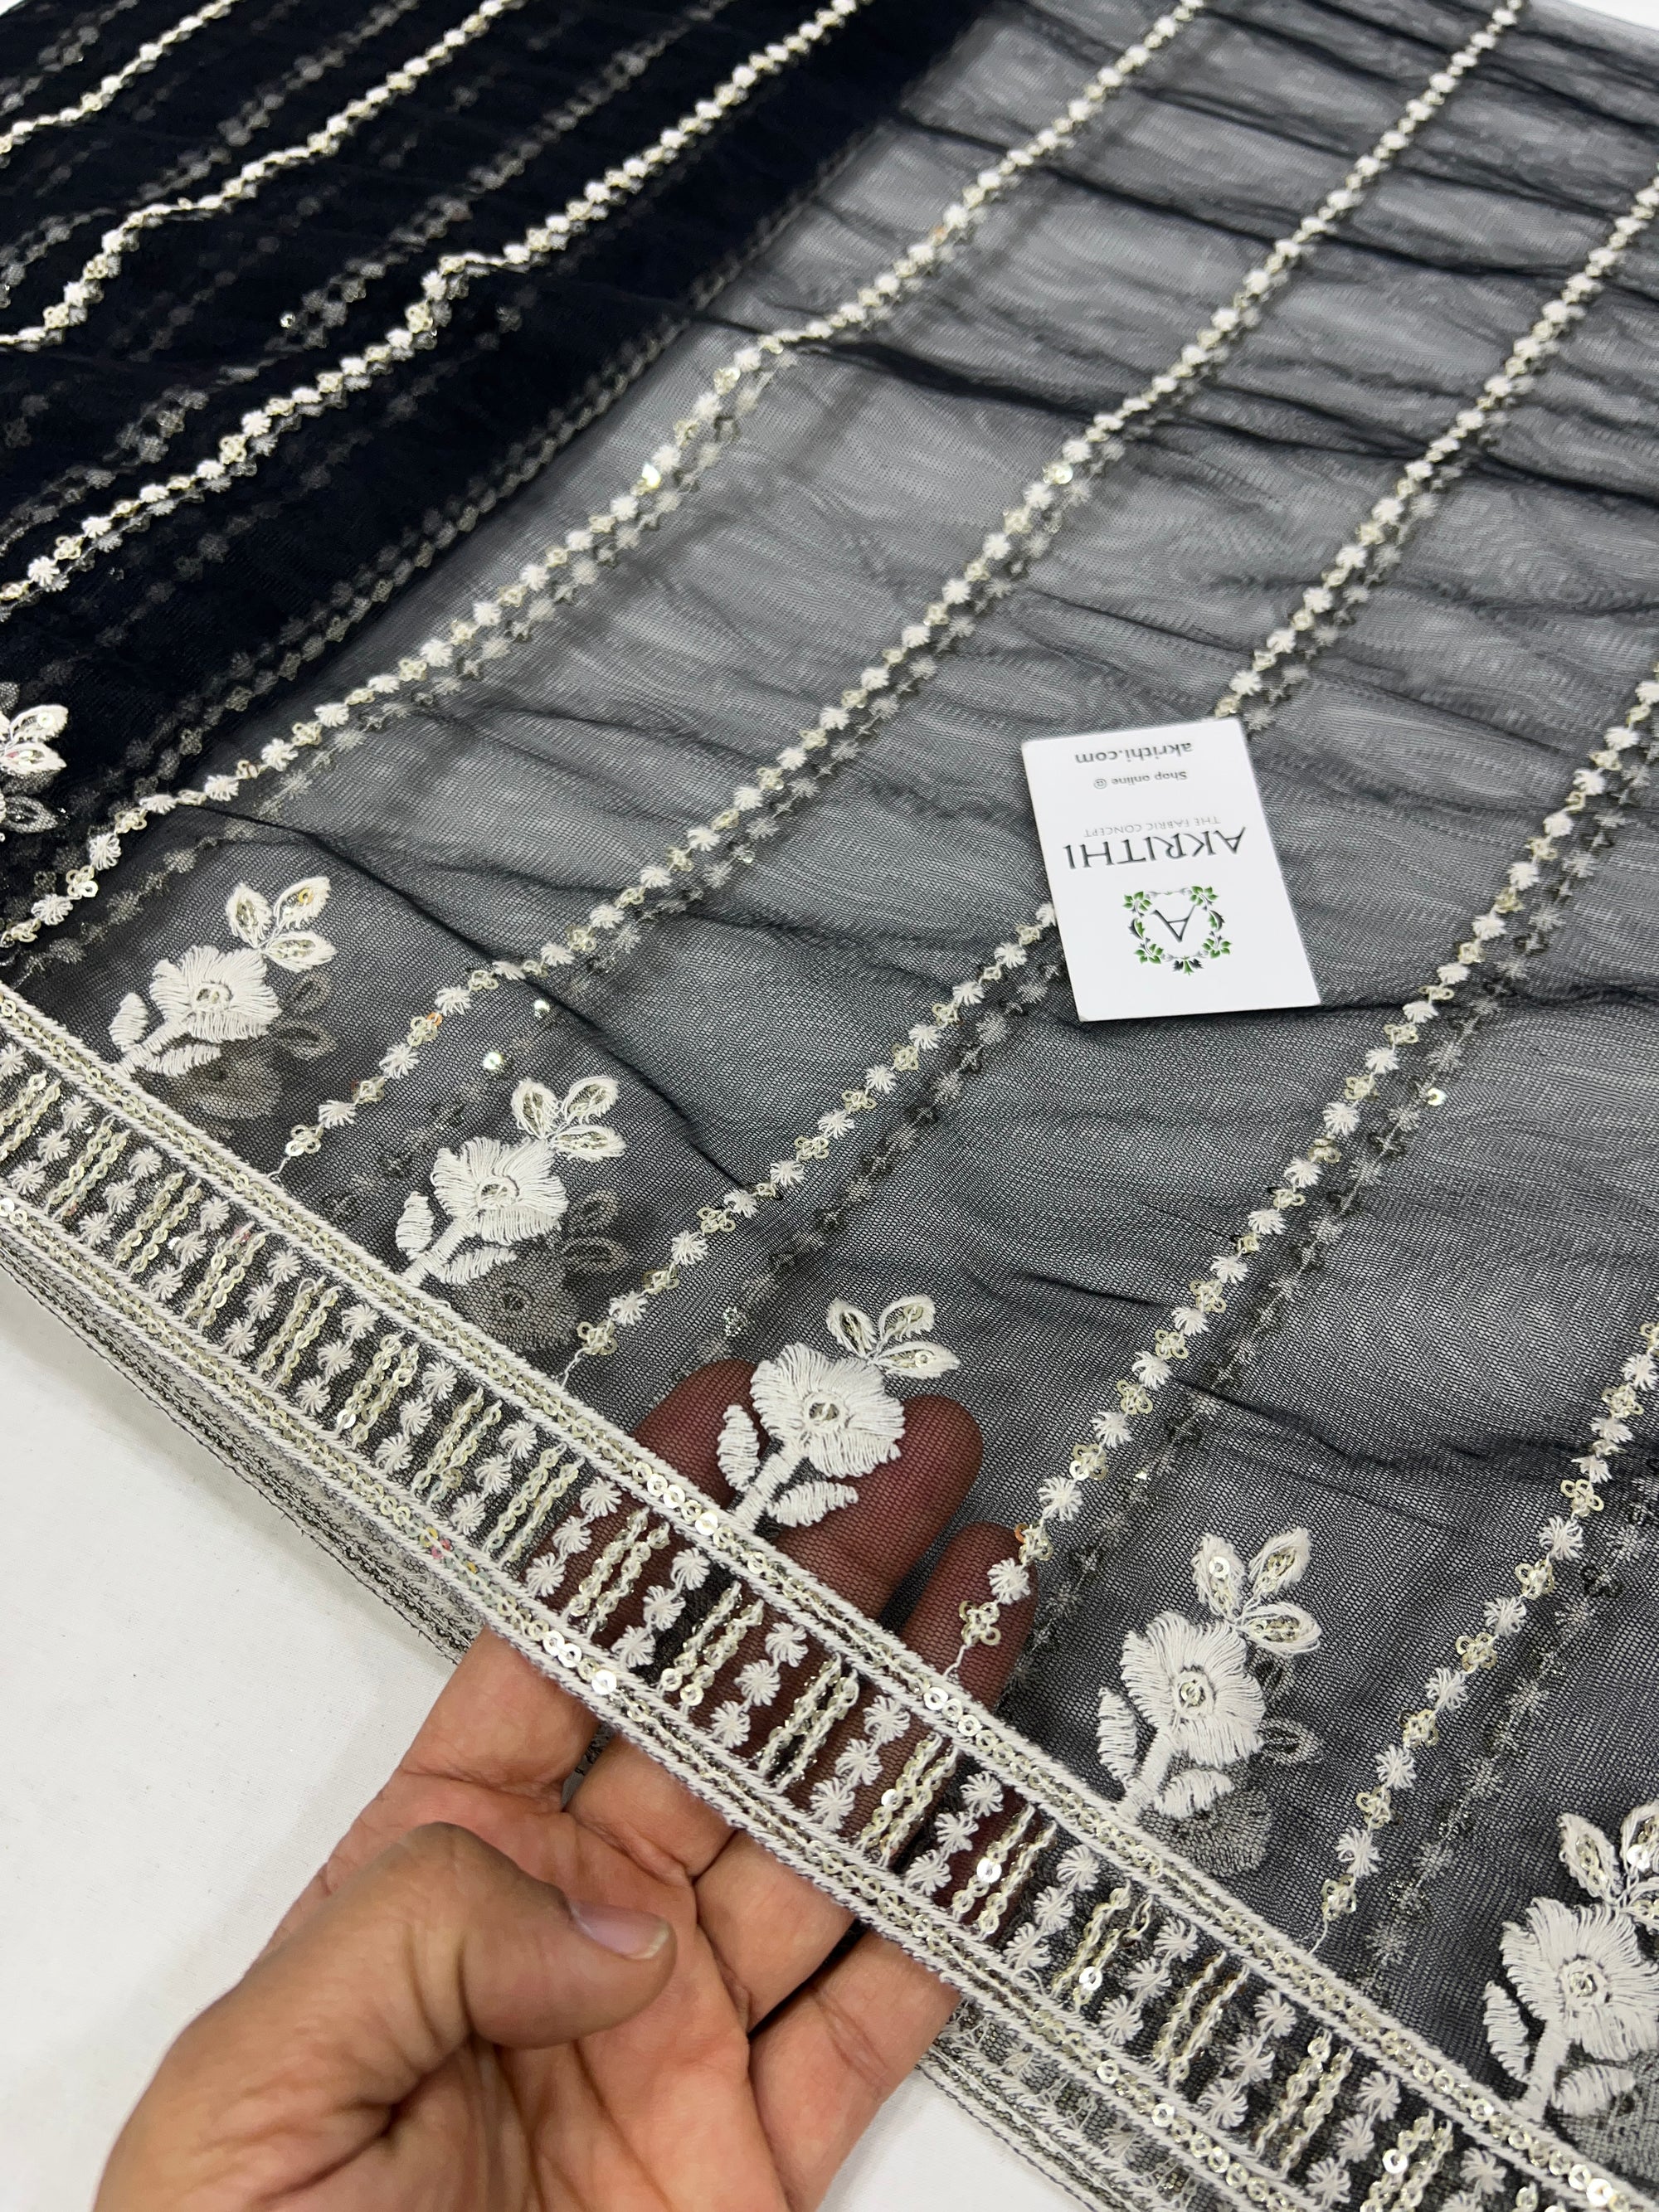 A
AKRITHI
THE FABRIC CONCEPT
Shop online @
akrithi.com